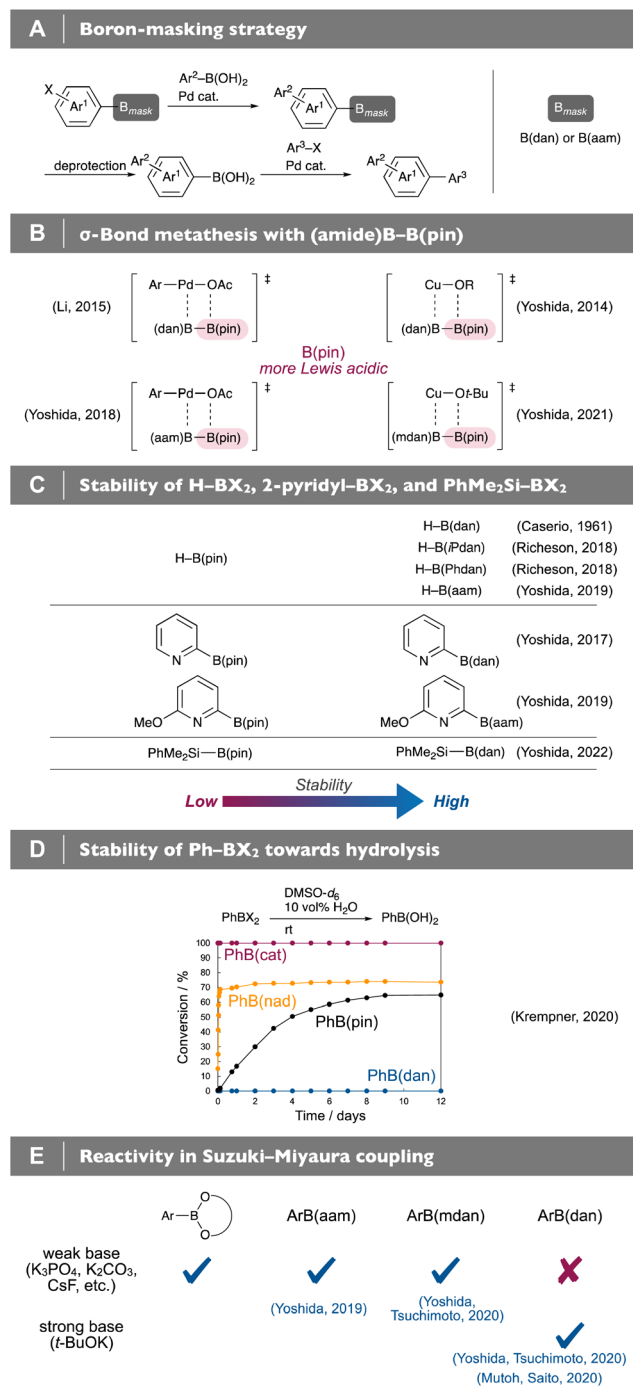 A Boron-masking strategy
X
Ar¹
Bmask
Ar²–B(OH)₂
Pd cat.
Ar²
Ar¹
Bmask
Bmask
B(dan) or B(aam)
deprotection
Ar²
Ar¹
B(OH)₂
Ar³–X
Pd cat.
Ar²
Ar¹
Ar³
B σ-Bond metathesis with (amide)B–B(pin)
(Li, 2015)
Ar–Pd–OAc
(dan)B–B(pin)
‡
Cu–OR
(dan)B–B(pin)
‡
(Yoshida, 2014)
B(pin)
more Lewis acidic
(Yoshida, 2018)
Ar–Pd–OAc
(aam)B–B(pin)
‡
Cu–Ot-Bu
(mdan)B–B(pin)
‡
(Yoshida, 2021)
C Stability of H–BX₂, 2-pyridyl–BX₂, and PhMe₂Si–BX₂
H–B(pin)
H–B(dan) (Caserio, 1961)
H–B(iPdan) (Richeson, 2018)
H–B(Phdan) (Richeson, 2018)
H–B(aam) (Yoshida, 2019)
N B(pin)
N B(dan)
(Yoshida, 2017)
MeO N B(pin)
MeO N B(aam)
(Yoshida, 2019)
PhMe₂Si–B(pin)
PhMe₂Si–B(dan) (Yoshida, 2022)
Stability
Low High
D Stability of Ph–BX₂ towards hydrolysis
PhBX₂
DMSO-d₆
10 vol% H₂O
rt
PhB(OH)₂
Conversion / %
100
90
80
70
60
50
40
30
20
10
0
PhB(cat)
PhB(nad)
PhB(pin)
PhB(dan)
0 2 4 6 8 10 12
Time / days
(Krempner, 2020)
E Reactivity in Suzuki–Miyaura coupling
Ar–B O O
ArB(aam)
ArB(mdan)
ArB(dan)
weak base
(K₃PO₄, K₂CO₃,
CsF, etc.)
(Yoshida, 2019)
(Yoshida,
Tsuchimoto, 2020)
strong base
(t-BuOK)
(Yoshida, Tsuchimoto, 2020)
(Mutoh, Saito, 2020)